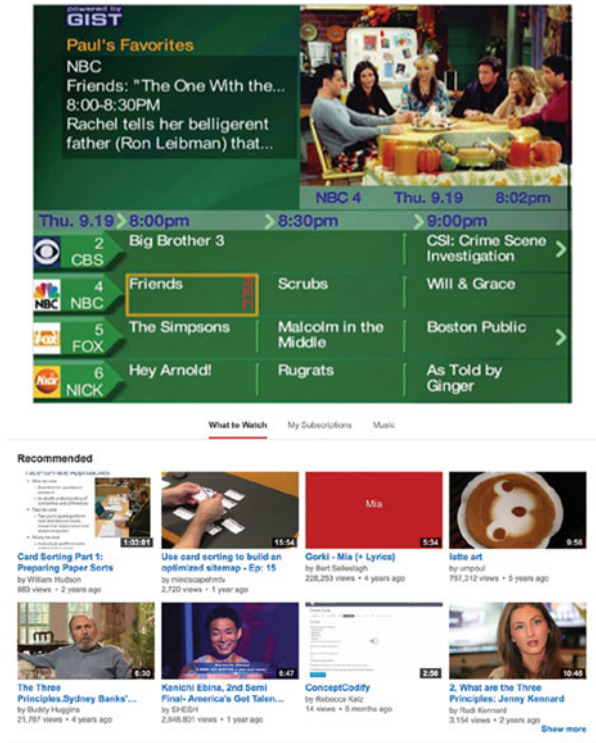 powered by
GIST
Paul's Favorites
NBC
Friends: "The One With the...
8:00-8:30PM
Rachel tells her belligerent
father (Ron Leibman) that...
NBC 4 Thu. 9.19 8:02pm
Thu. 9.19 8:00pm 8:30pm 9:00pm
2 CBS Big Brother 3 CSI: Crime Scene Investigation
NBC 4 NBC Friends REC Scrubs Will & Grace
FOX 5 FOX The Simpsons Malcolm in the Middle Boston Public
Nick 6 NICK Hey Arnold! Rugrats As Told by Ginger
What to Watch My Subscriptions Music
Recommended
Mia
1:03:01 15:54 5:34 9:56
Card Sorting Part 1:
Preparing Paper Sorts
by William Hudson
883 views • 2 years ago
Use card sorting to build an
optimized sitemap - Ep: 15
by mindscapehmtv
2,720 views • 1 year ago
Gorki - Mia (+ Lyrics)
by Bert Selleslagh
228,253 views • 4 years ago
latte art
by umpoul
757,312 views • 5 years ago
Kenichi Ebina
6:30 6:47 2:50 10:46
The Three
Principles.Sydney Banks'...
by Buddy Huggins
21,787 views • 4 years ago
Kenichi Ebina, 2nd Semi
Final- America's Got Talen...
by SHESH
2,848,801 views • 1 year ago
ConceptCodify
by Rebecca Katz
14 views • 5 months ago
2. What are the Three
Principles: Jenny Kennard
by Rudi Kennard
3,154 views • 2 years ago
Show more